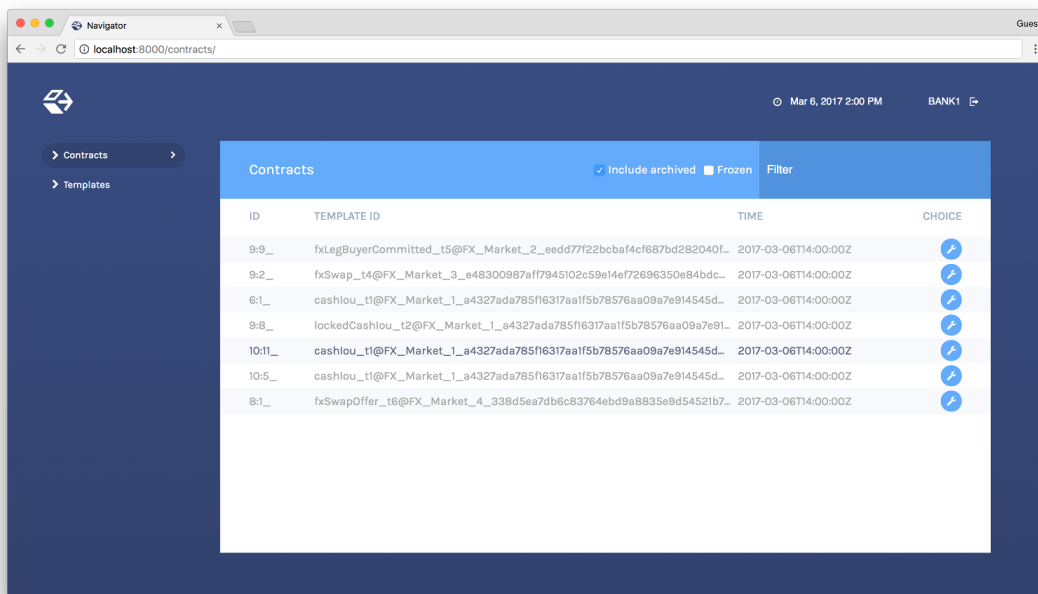 Navigator
Gues
localhost:8000/contracts/
Mar 6, 2017 2:00 PM BANK1
Contracts
Templates
Contracts Include archived Frozen Filter
ID TEMPLATE ID TIME CHOICE
9:9_ fxLegBuyerCommitted_t5@FX_Market_2_eedd77f22bcbaf4cf687bd282040f... 2017-03-06T14:00:00Z
9:2_ fxSwap_t4@FX_Market_3_e48300987aff7945102c59e14ef72696350e84bdc... 2017-03-06T14:00:00Z
6:1_ cashIou_t1@FX_Market_1_a4327ada785f16317aa1f5b78576aa09a7e914545d... 2017-03-06T14:00:00Z
9:8_ lockedCashIou_t2@FX_Market_1_a4327ada785f16317aa1f5b78576aa09a7e91... 2017-03-06T14:00:00Z
10:11_ cashIou_t1@FX_Market_1_a4327ada785f16317aa1f5b78576aa09a7e914545d... 2017-03-06T14:00:00Z
10:5_ cashIou_t1@FX_Market_1_a4327ada785f16317aa1f5b78576aa09a7e914545d... 2017-03-06T14:00:00Z
8:1_ fxSwapOffer_t6@FX_Market_4_338d5ea7db6c83764ebd9a8835e9d54521b7... 2017-03-06T14:00:00Z